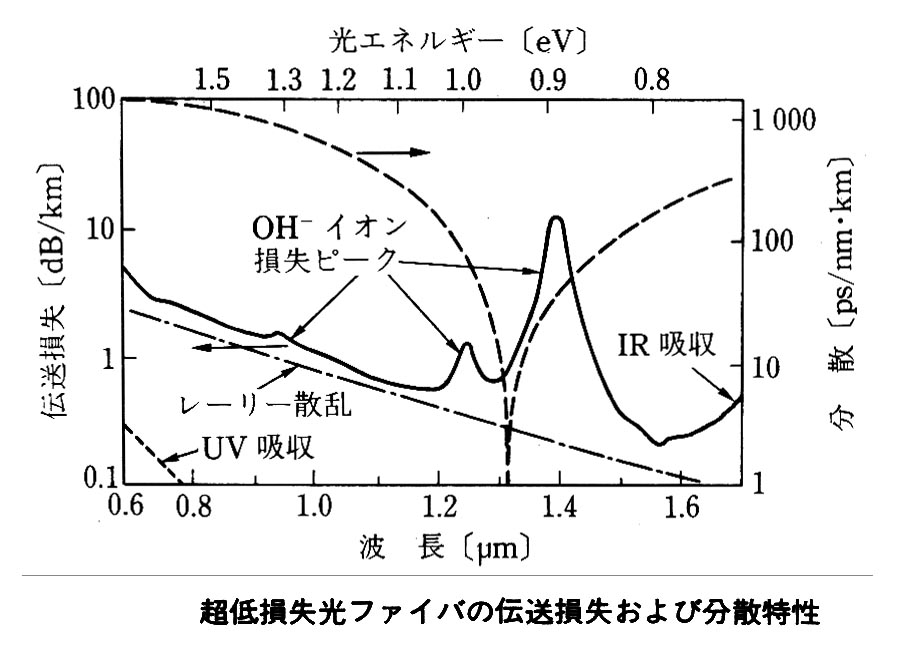 光エネルギー〔eV〕
1.5 1.3 1.2 1.1 1.0 0.9 0.8
100
10
1
0.1
伝送損失〔dB/km〕
1 000
100
10
1
分 散〔ps/nm·km〕
OH⁻ イオン
損失ピーク
IR 吸収
レーリー散乱
UV 吸収
0.6 0.8 1.0 1.2 1.4 1.6
波 長〔μm〕
超低損失光ファイバの伝送損失および分散特性